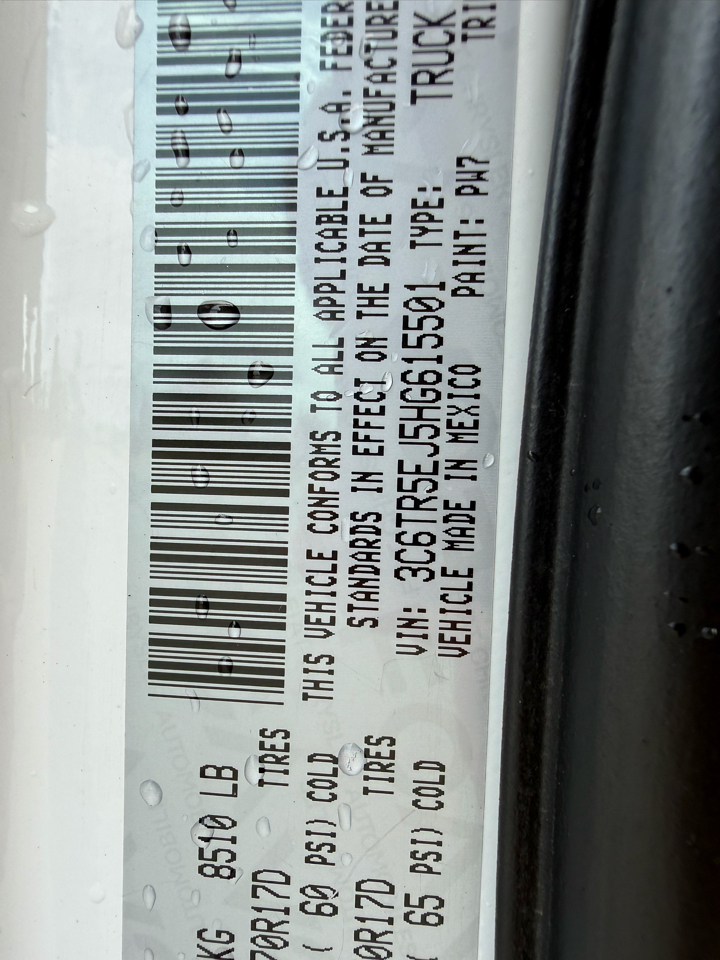 KG 8510 LB
70R17D TIRES
( 60 PSI) COLD
0R17D TIRES
( 65 PSI) COLD
THIS VEHICLE CONFORMS TO ALL APPLICABLE U.S.A. FEDER
STANDARDS IN EFFECT ON THE DATE OF MANUFACTURE
VIN: 3C6TR5EJ5HG615501 TYPE: TRUCK
VEHICLE MADE IN MEXICO PAINT: PW7 TRI